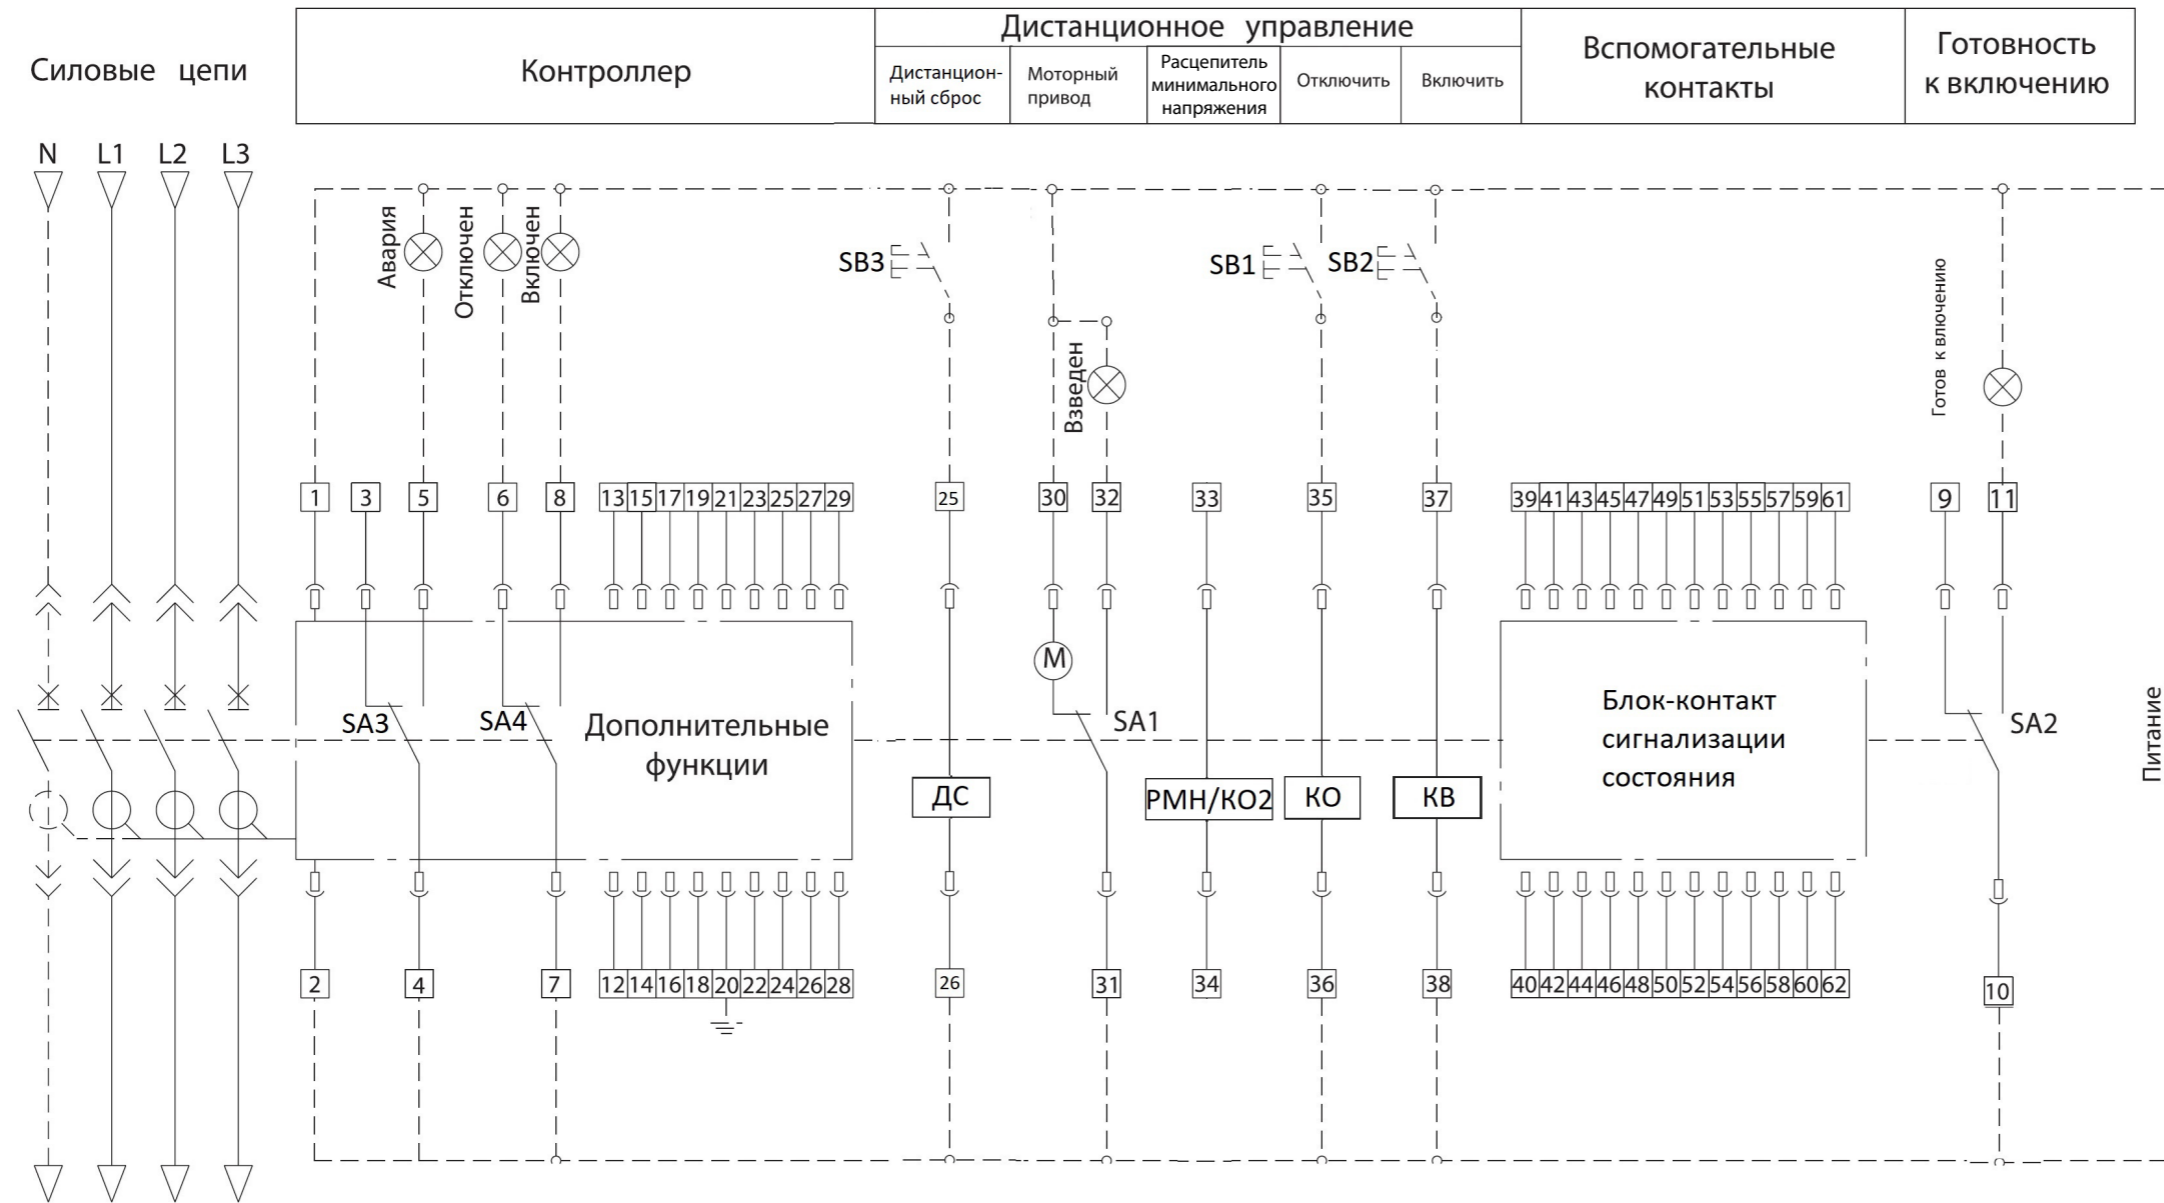 Силовые цепи
Контроллер
Дистанционное управление
Дистанцион-
ный сброс
Моторный
привод
Расцепитель
минимального
напряжения
Отключить
Включить
Вспомогательные
контакты
Готовность
к включению
N L1 L2 L3
Авария
Отключен
Включен
SB3
SB1
SB2
Взведен
Готов к включению
1 3 5 6 8 13 15 17 19 21 23 25 27 29 25 30 32 33 35 37 39 41 43 45 47 49 51 53 55 57 59 61 9 11
M
SA3
SA4
Дополнительные
функции
SA1
Блок-контакт
сигнализации
состояния
SA2
Питание
ДС
РМН/КО2
КО
КВ
2 4 7 12 14 16 18 20 22 24 26 28 26 31 34 36 38 40 42 44 46 48 50 52 54 56 58 60 62 10